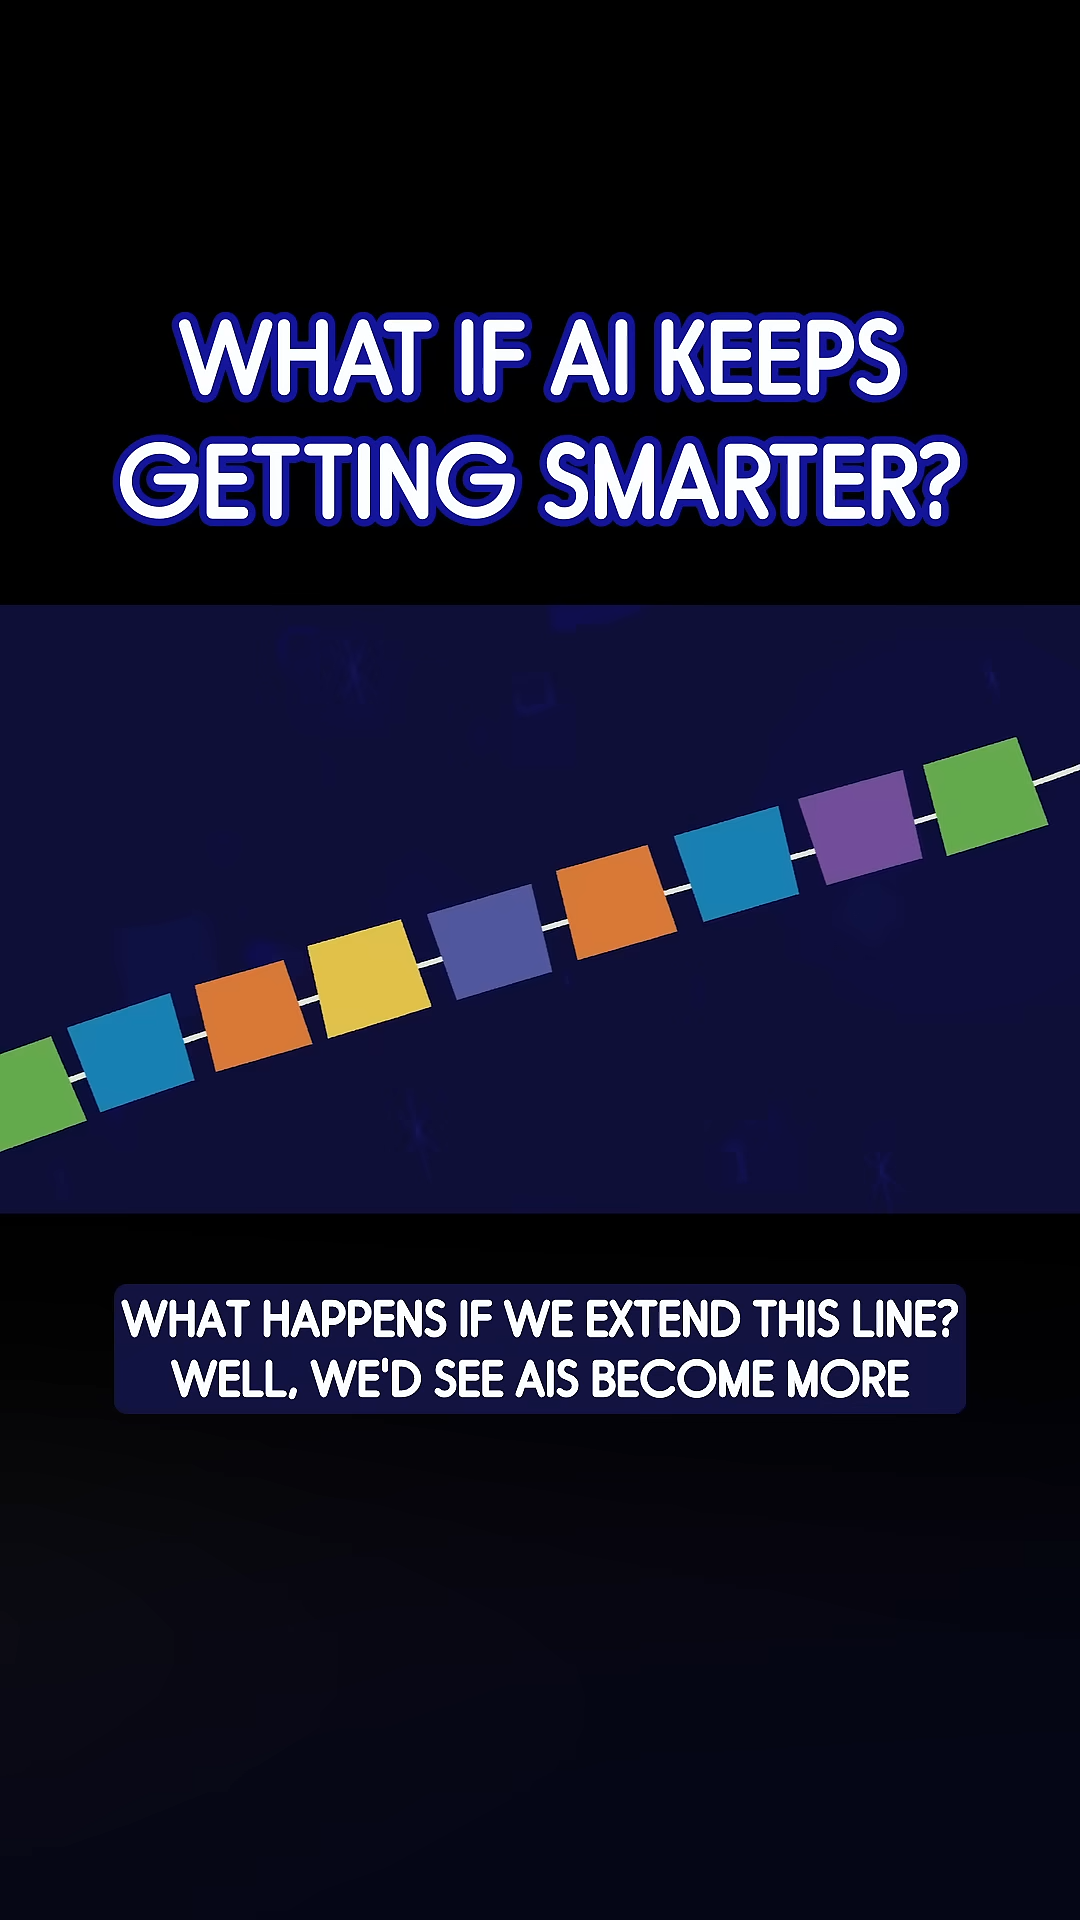 WHAT IF AI KEEPS
GETTING SMARTER?
WHAT HAPPENS IF WE EXTEND THIS LINE?
WELL, WE'D SEE AIS BECOME MORE